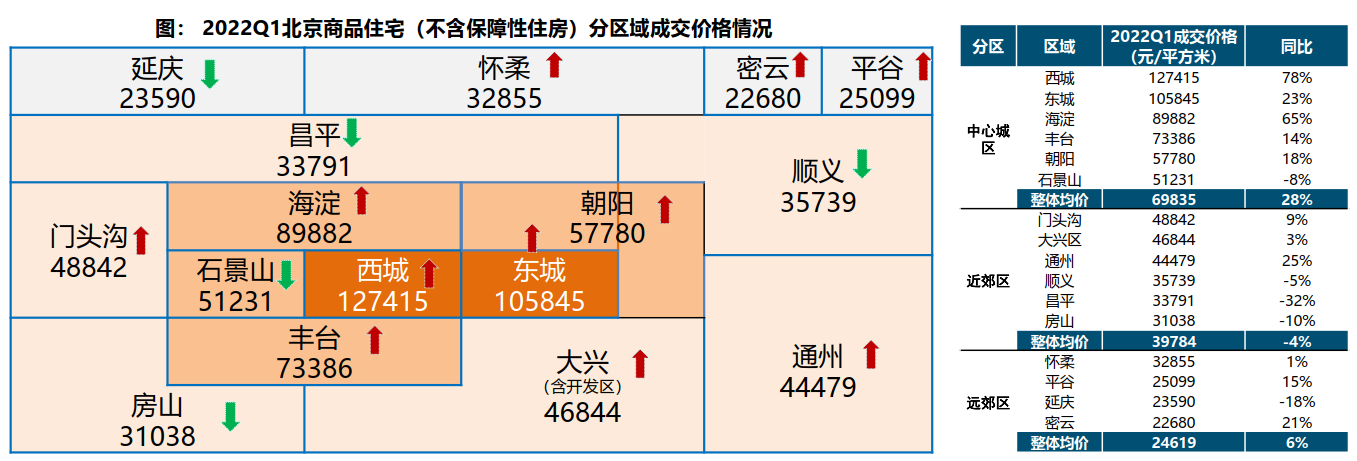 图： 2022Q1北京商品住宅（不含保障性住房）分区域成交价格情况
延庆
23590
怀柔
32855
密云
22680
平谷
25099
昌平
33791
顺义
35739
门头沟
48842
海淀
89882
朝阳
57780
石景山
51231
西城
127415
东城
105845
丰台
73386
大兴
(含开发区)
46844
通州
44479
房山
31038
分区 区域 2022Q1成交价格（元/平方米） 同比
中心城区
西城 127415 78%
东城 105845 23%
海淀 89882 65%
丰台 73386 14%
朝阳 57780 18%
石景山 51231 -8%
整体均价 69835 28%
近郊区
门头沟 48842 9%
大兴区 46844 3%
通州 44479 25%
顺义 35739 -5%
昌平 33791 -32%
房山 31038 -10%
整体均价 39784 -4%
远郊区
怀柔 32855 1%
平谷 25099 15%
延庆 23590 -18%
密云 22680 21%
整体均价 24619 6%